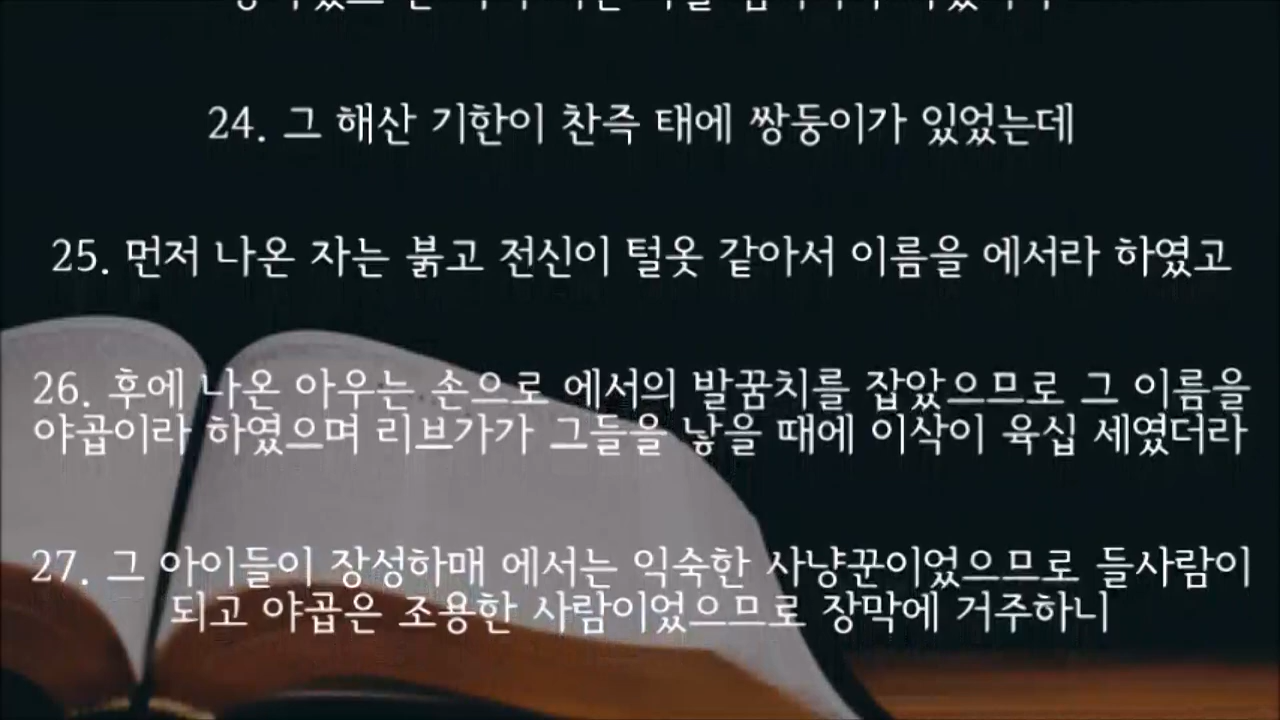 24. 그 해산 기한이 찬즉 태에 쌍둥이가 있었는데
25. 먼저 나온 자는 붉고 전신이 털옷 같아서 이름을 에서라 하였고
26. 후에 나온 아우는 손으로 에서의 발꿈치를 잡았으므로 그 이름을
야곱이라 하였으며 리브가가 그들을 낳을 때에 이삭이 육십 세였더라
27. 그 아이들이 장성하매 에서는 익숙한 사냥꾼이었으므로 들사람이
되고 야곱은 조용한 사람이었으므로 장막에 거주하니